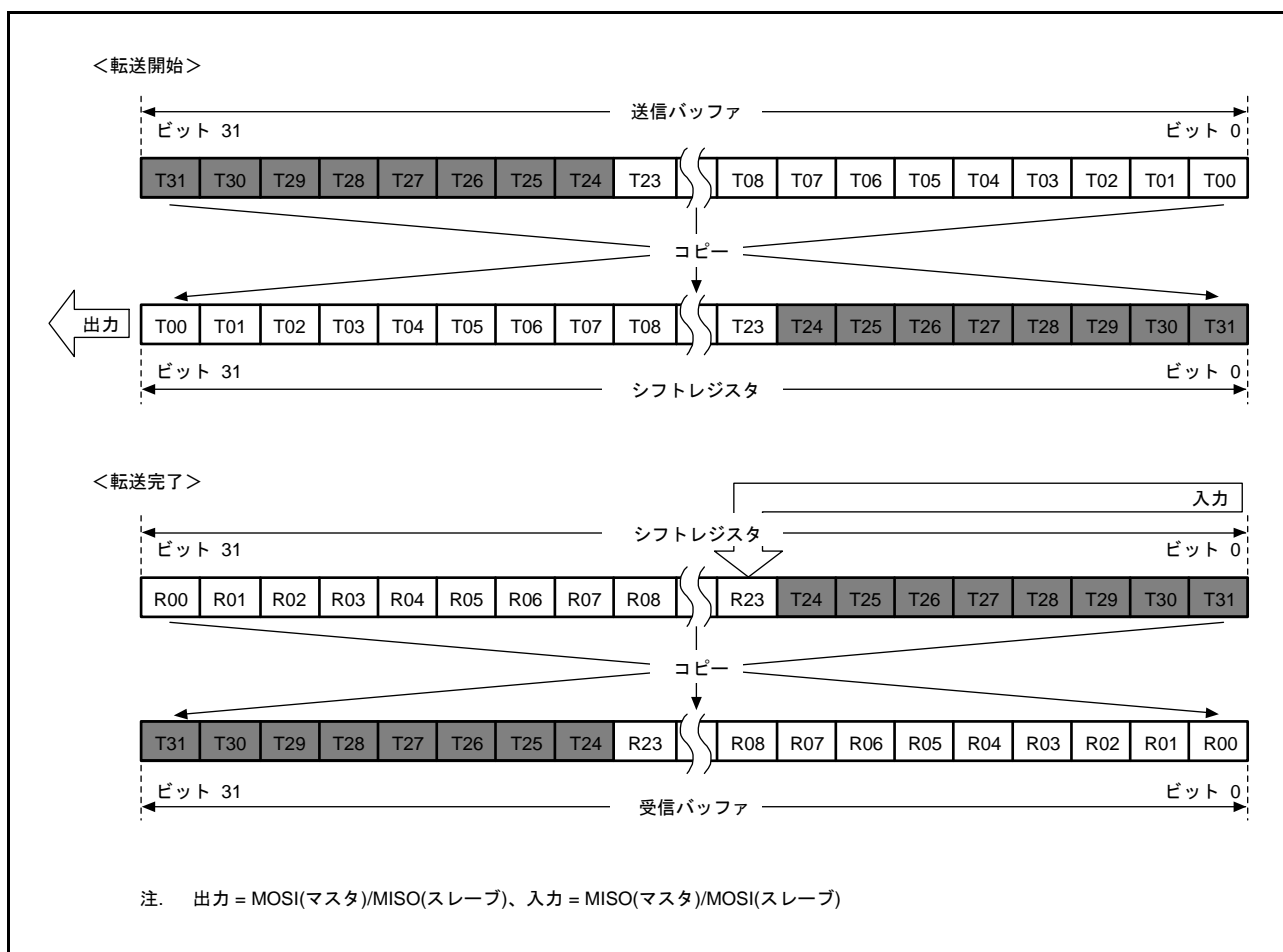 ＜転送開始＞
送信バッファ
ビット 31 ビット 0
T31 T30 T29 T28 T27 T26 T25 T24 T23 T08 T07 T06 T05 T04 T03 T02 T01 T00
コピー
出力 T00 T01 T02 T03 T04 T05 T06 T07 T08 T23 T24 T25 T26 T27 T28 T29 T30 T31
ビット 31 ビット 0
シフトレジスタ
＜転送完了＞
入力
シフトレジスタ
ビット 31 ビット 0
R00 R01 R02 R03 R04 R05 R06 R07 R08 R23 T24 T25 T26 T27 T28 T29 T30 T31
コピー
T31 T30 T29 T28 T27 T26 T25 T24 R23 R08 R07 R06 R05 R04 R03 R02 R01 R00
ビット 31 ビット 0
受信バッファ
注. 出力 = MOSI(マスタ)/MISO(スレーブ)、入力 = MISO(マスタ)/MOSI(スレーブ)